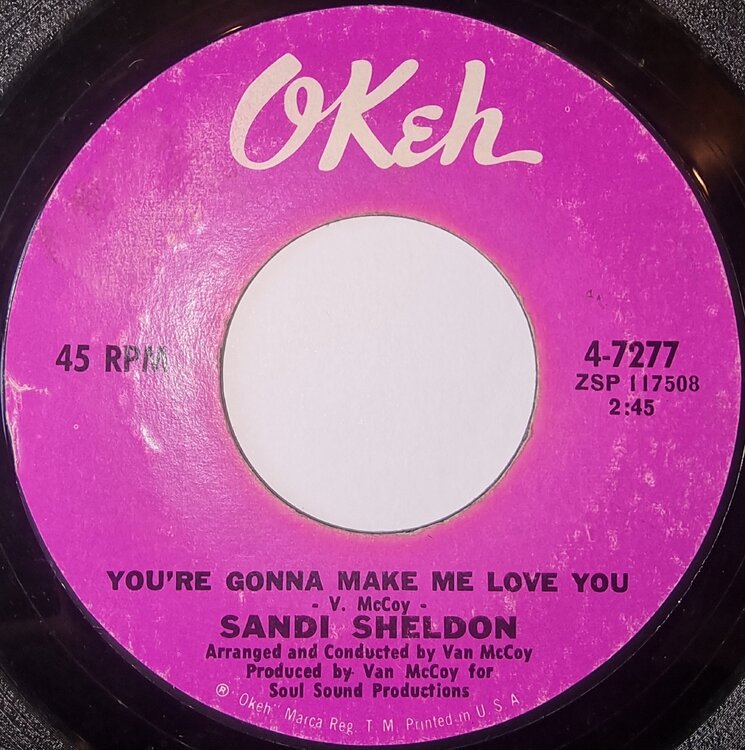 OKeh
45 RPM
4-7277
ZSP 117508
2:45
YOU'RE GONNA MAKE ME LOVE YOU
- V. McCoy -
SANDI SHELDON
Arranged and Conducted by Van McCoy
Produced by Van McCoy for
Soul Sound Productions
® "Okeh" Marca Reg. T. M. Printed in U S A